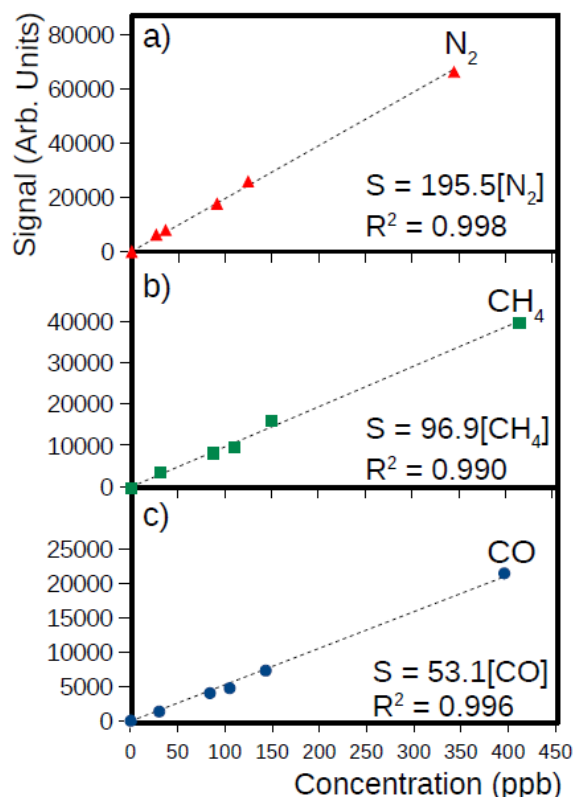 Signal (Arb. Units)
a)
N₂
80000
60000
40000
20000
0
S = 195.5[N₂]
R² = 0.998
b)
CH₄
40000
30000
20000
10000
0
S = 96.9[CH₄]
R² = 0.990
c)
CO
25000
20000
15000
10000
5000
0
S = 53.1[CO]
R² = 0.996
0 50 100 150 200 250 300 350 400 450
Concentration (ppb)